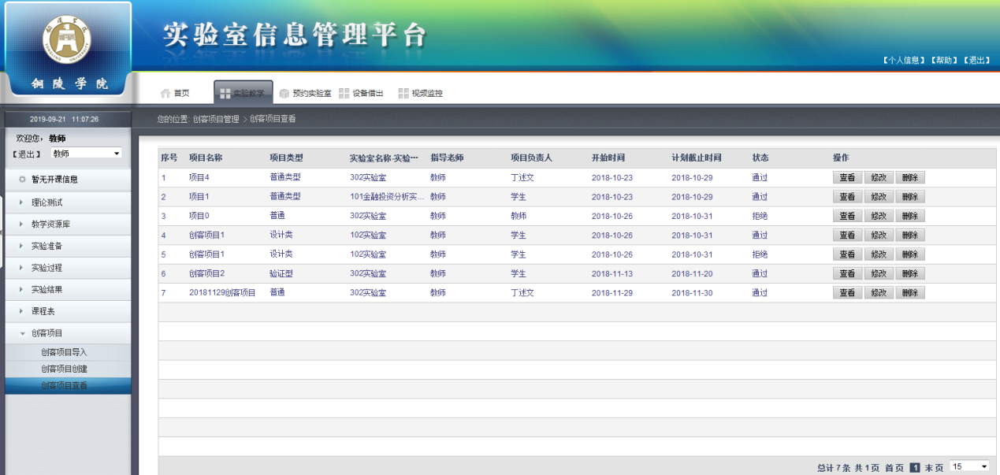 实验室信息管理平台
【个人信息】【帮助】【退出】
铜陵学院
首页 实验教学 预约实验室 设备借出 视频监控
2019-09-21 11:07:26
您的位置: 创客项目管理 > 创客项目查看
欢迎您, 教师
【退出】 教师
暂无开课信息
理论测试
教学资源库
实验准备
实验过程
实验结果
课程表
创客项目
创客项目导入
创客项目创建
创客项目查看
序号 项目名称 项目类型 实验室名称-实验… 指导老师 项目负责人 开始时间 计划截止时间 状态 操作
1 项目4 普通类型 302实验室 教师 丁述文 2018-10-23 2018-10-29 通过 查看 修改 删除
2 项目1 普通类型 101金融投资分析实... 教师 学生 2018-10-23 2018-10-29 通过 查看 修改 删除
3 项目0 普通 302实验室 教师 教师 2018-10-26 2018-10-31 拒绝 查看 修改 删除
4 创客项目1 设计类 102实验室 教师 学生 2018-10-26 2018-10-31 通过 查看 修改 删除
5 创客项目1 设计类 102实验室 教师 学生 2018-10-26 2018-10-31 拒绝 查看 修改 删除
6 创客项目2 验证型 302实验室 教师 学生 2018-11-13 2018-11-20 通过 查看 修改 删除
7 20181129创客项目 普通 302实验室 教师 丁述文 2018-11-29 2018-11-30 通过 查看 修改 删除
总计7条 共1页 首页 1 末页 15